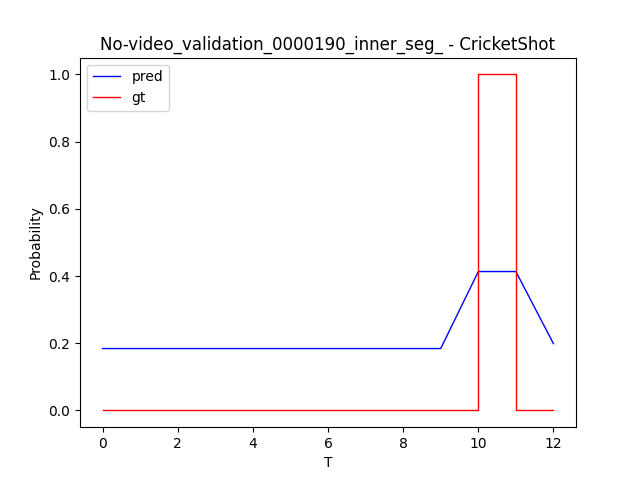 No-video_validation_0000190_inner_seg_ - CricketShot
pred
gt
1.0
0.8
0.6
0.4
0.2
0.0
Probability
0 2 4 6 8 10 12
T